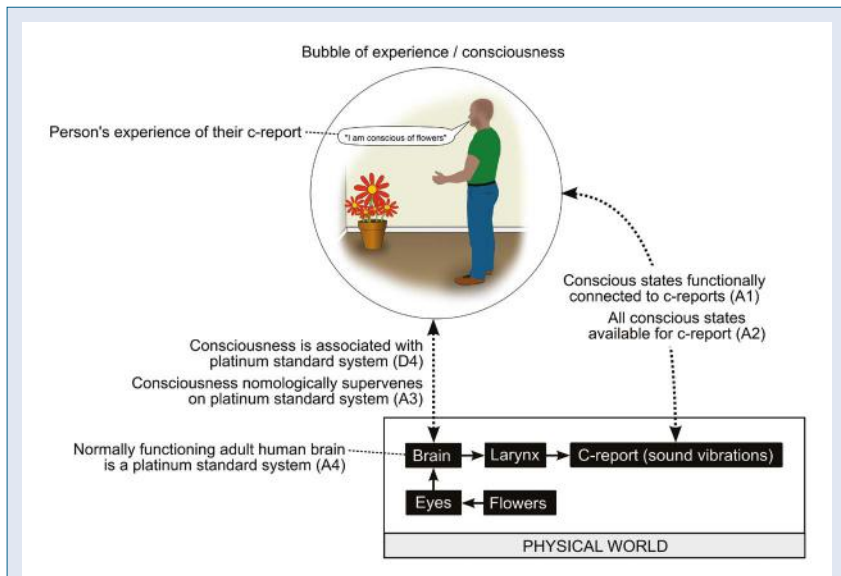 Bubble of experience / consciousness
Person's experience of their c-report
"I am conscious of flowers"
Conscious states functionally
connected to c-reports (A1)
All conscious states
available for c-report (A2)
Consciousness is associated with
platinum standard system (D4)
Consciousness nomologically supervenes
on platinum standard system (A3)
Normally functioning adult human brain
is a platinum standard system (A4)
Brain
Larynx
C-report (sound vibrations)
Eyes
Flowers
PHYSICAL WORLD